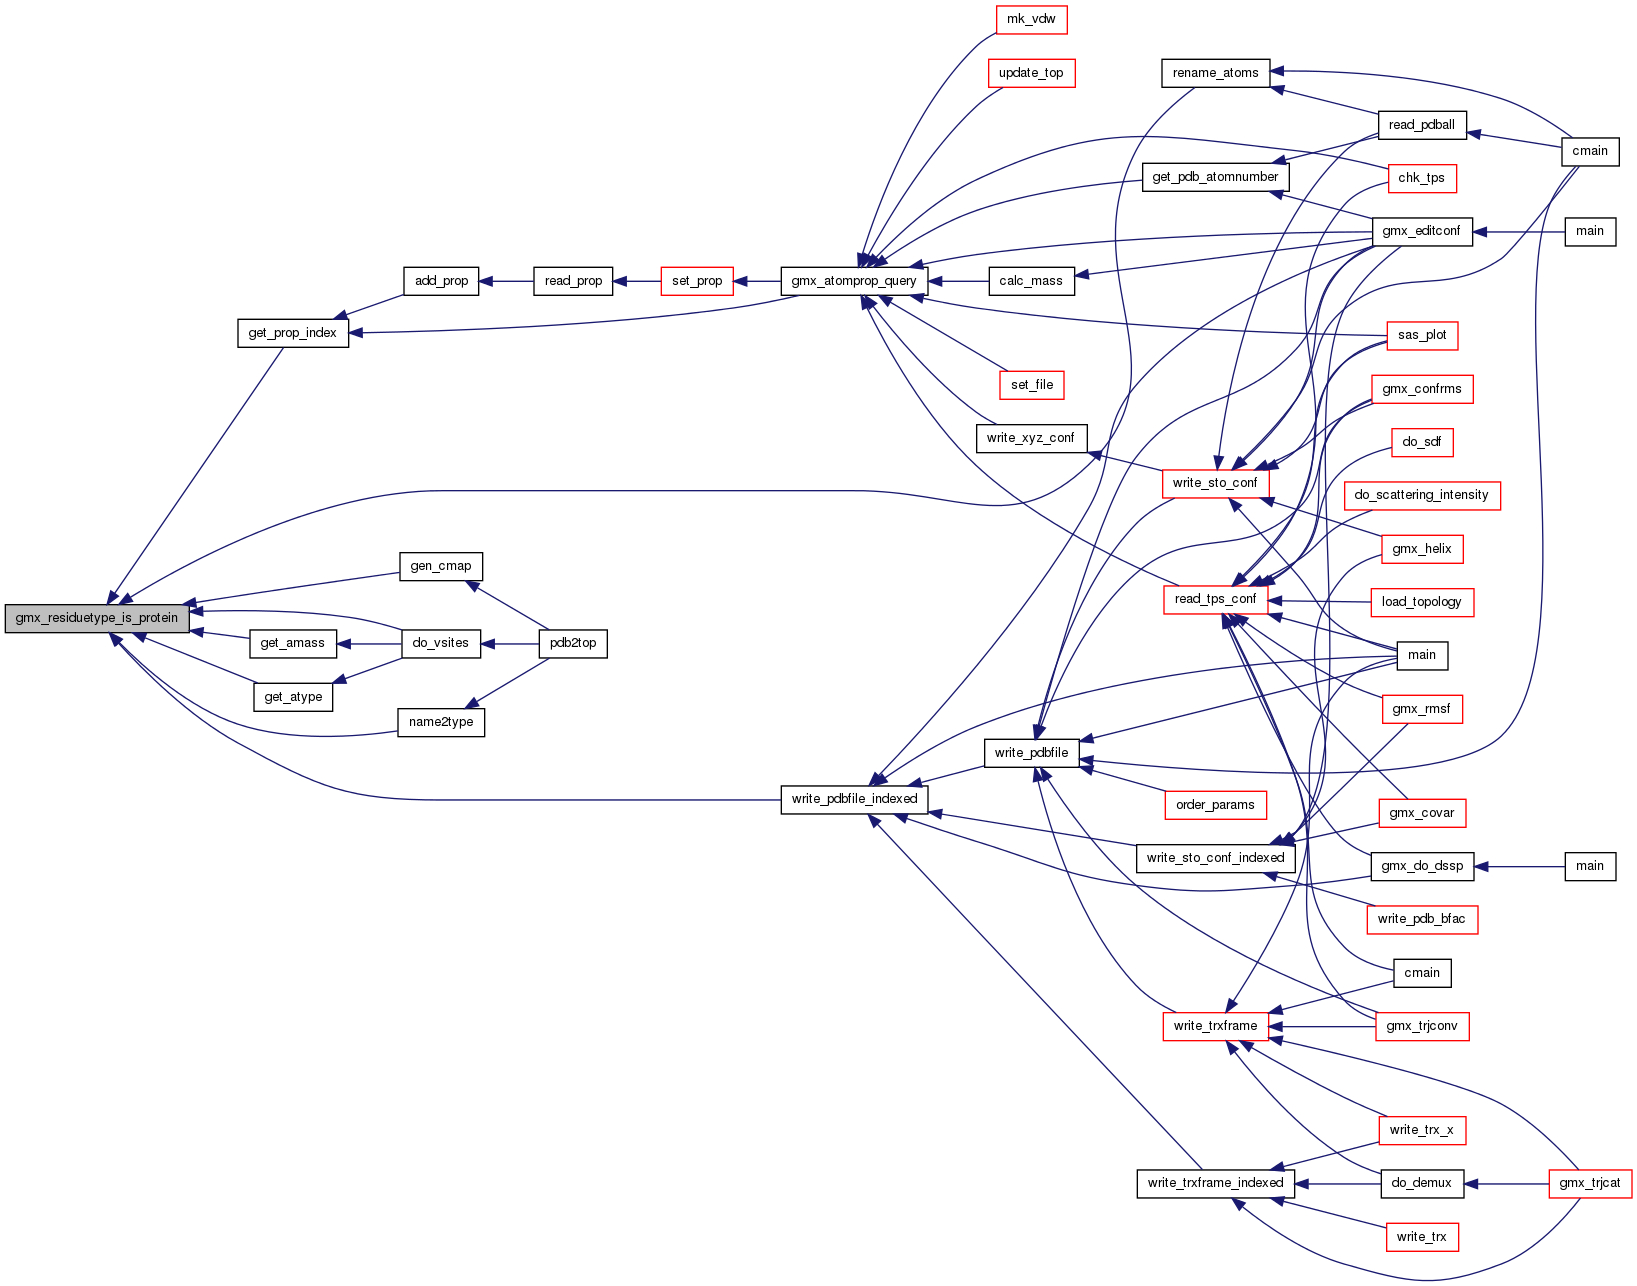 mk_vdw
update_top
rename_atoms
read_pdball
cmain
get_pdb_atomnumber
chk_tps
gmx_editconf
main
add_prop
read_prop
set_prop
gmx_atomprop_query
calc_mass
get_prop_index
sas_plot
set_file
gmx_confrms
write_xyz_conf
do_sdf
write_sto_conf
do_scattering_intensity
gmx_helix
gen_cmap
read_tps_conf
load_topology
gmx_residuetype_is_protein
get_amass
do_vsites
pdb2top
main
get_atype
name2type
gmx_rmsf
write_pdbfile
write_pdbfile_indexed
order_params
gmx_covar
write_sto_conf_indexed
gmx_do_dssp
main
write_pdb_bfac
cmain
write_trxframe
gmx_trjconv
write_trx_x
write_trxframe_indexed
do_demux
gmx_trjcat
write_trx